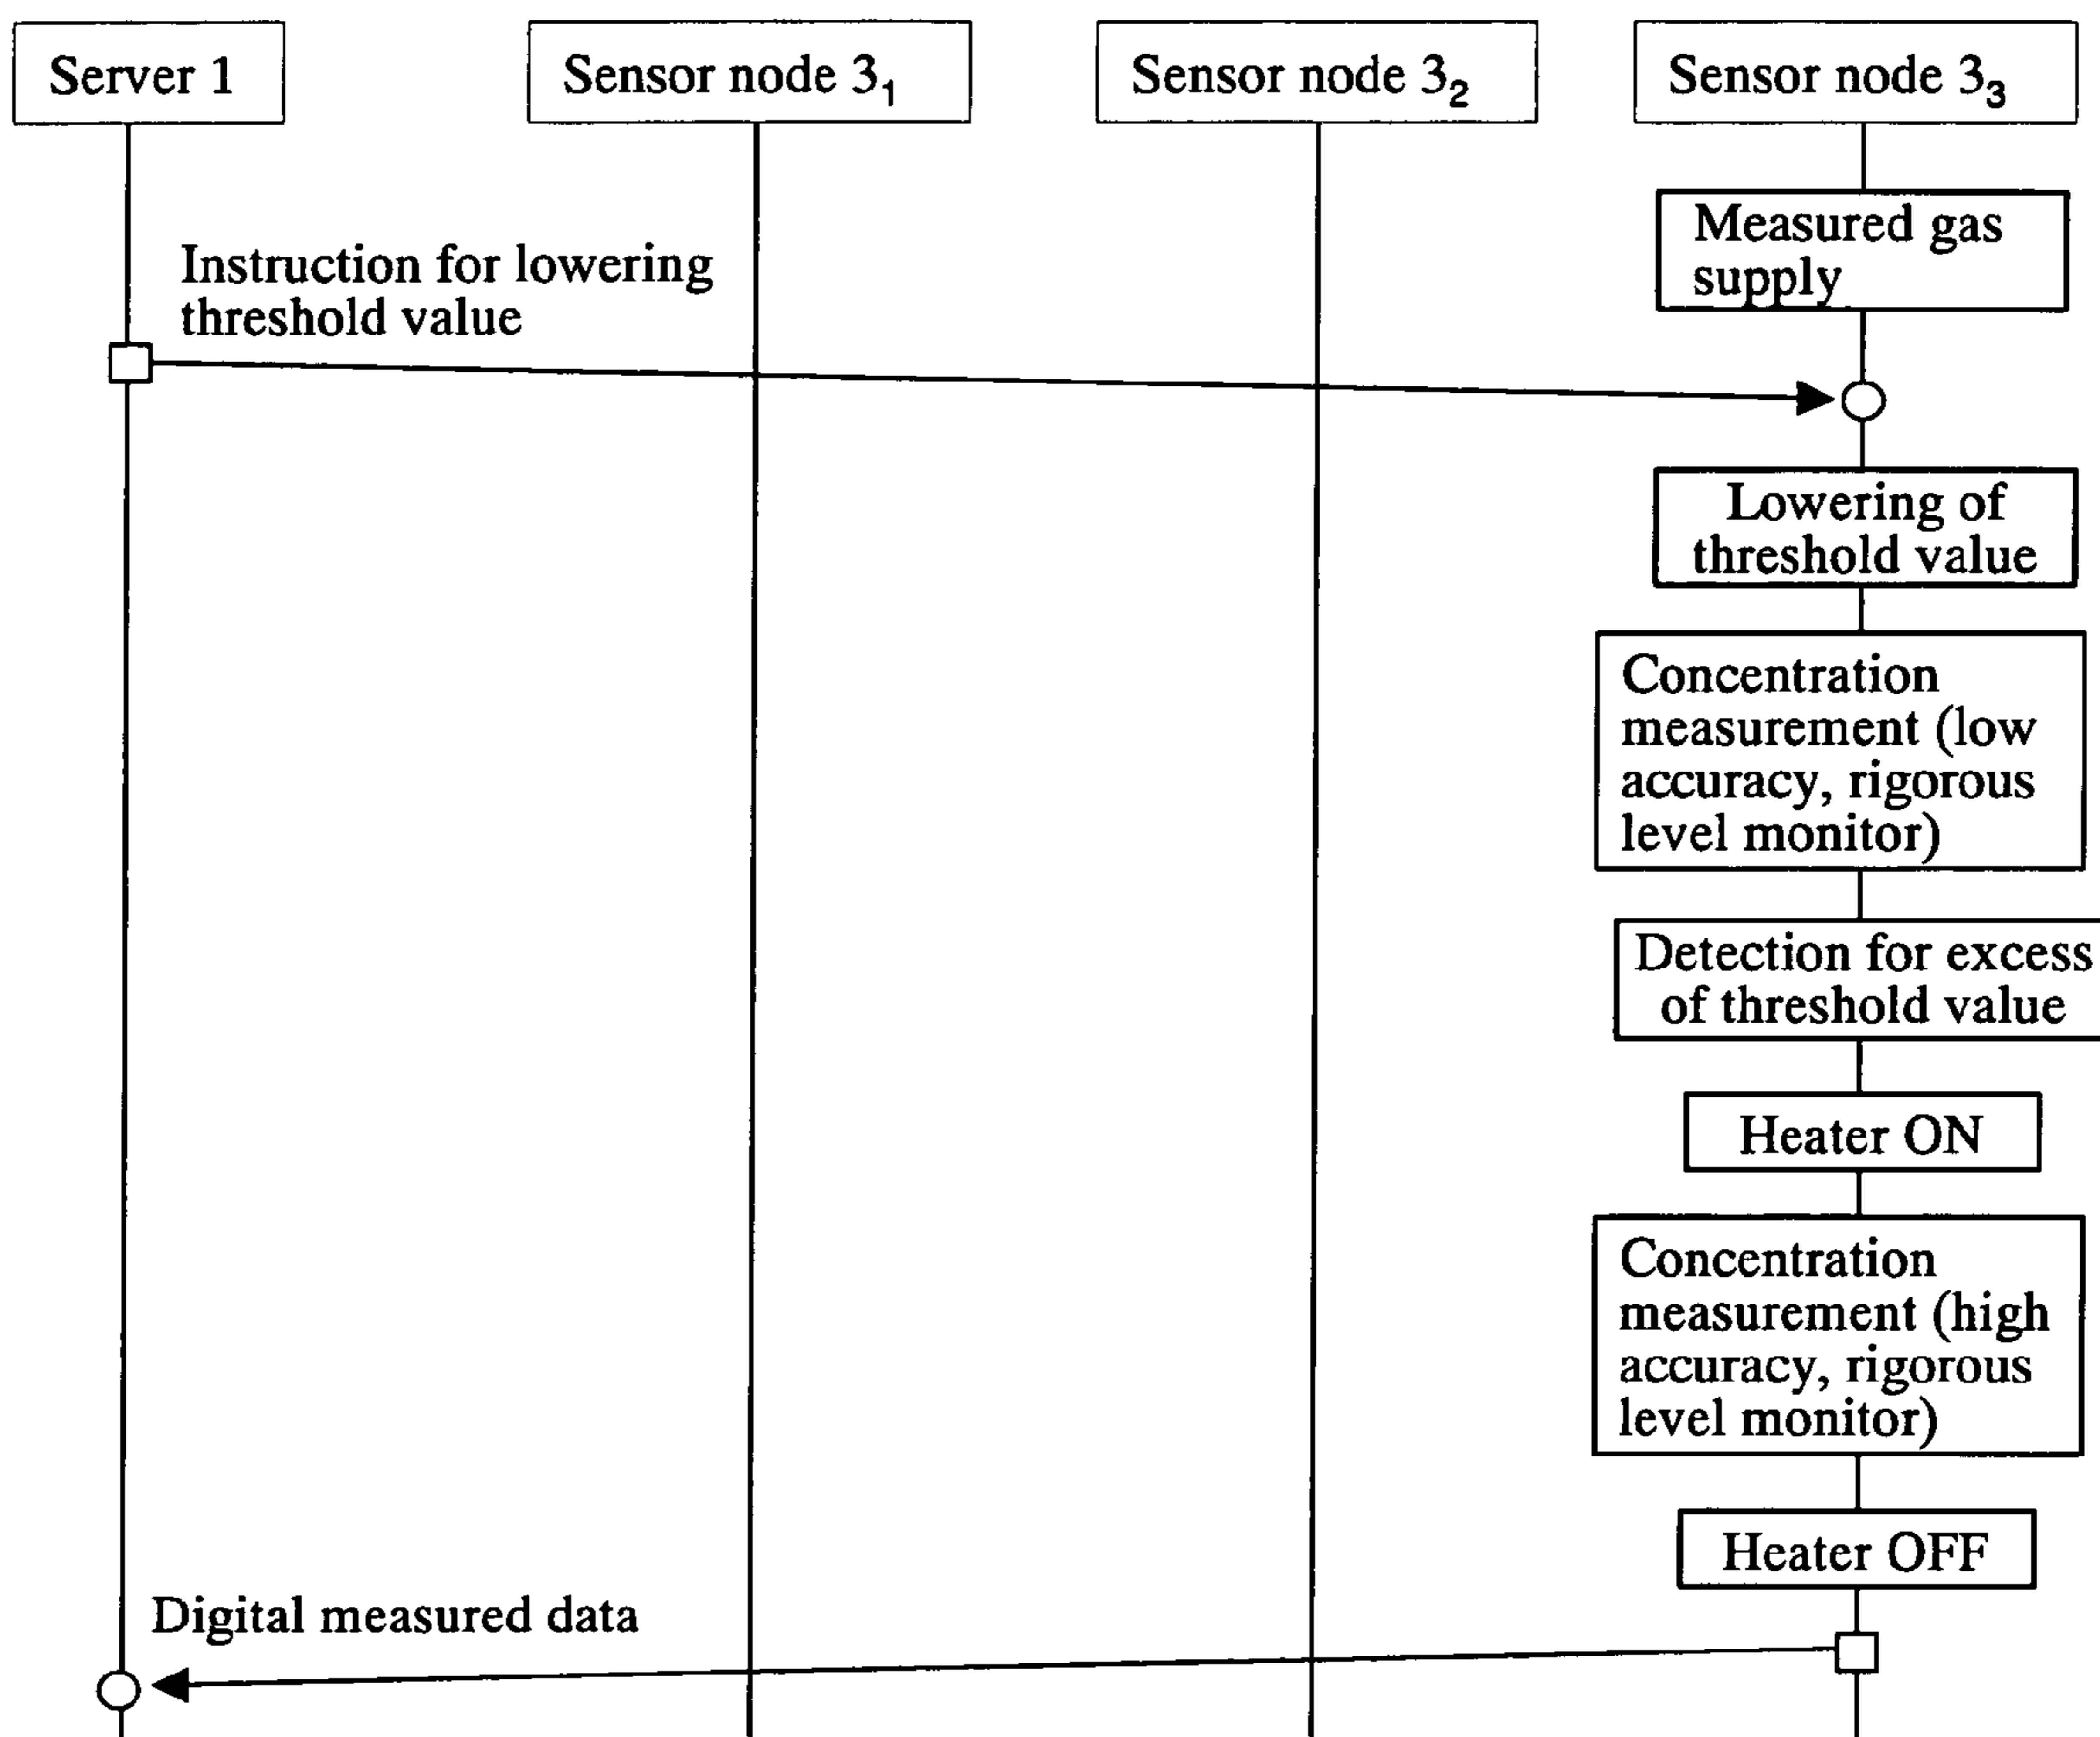 Server 1
Sensor node 3₁
Sensor node 3₂
Sensor node 3₃
Measured gas
supply
Instruction for lowering
threshold value
Lowering of
threshold value
Concentration
measurement (low
accuracy, rigorous
level monitor)
Detection for excess
of threshold value
Heater ON
Concentration
measurement (high
accuracy, rigorous
level monitor)
Heater OFF
Digital measured data